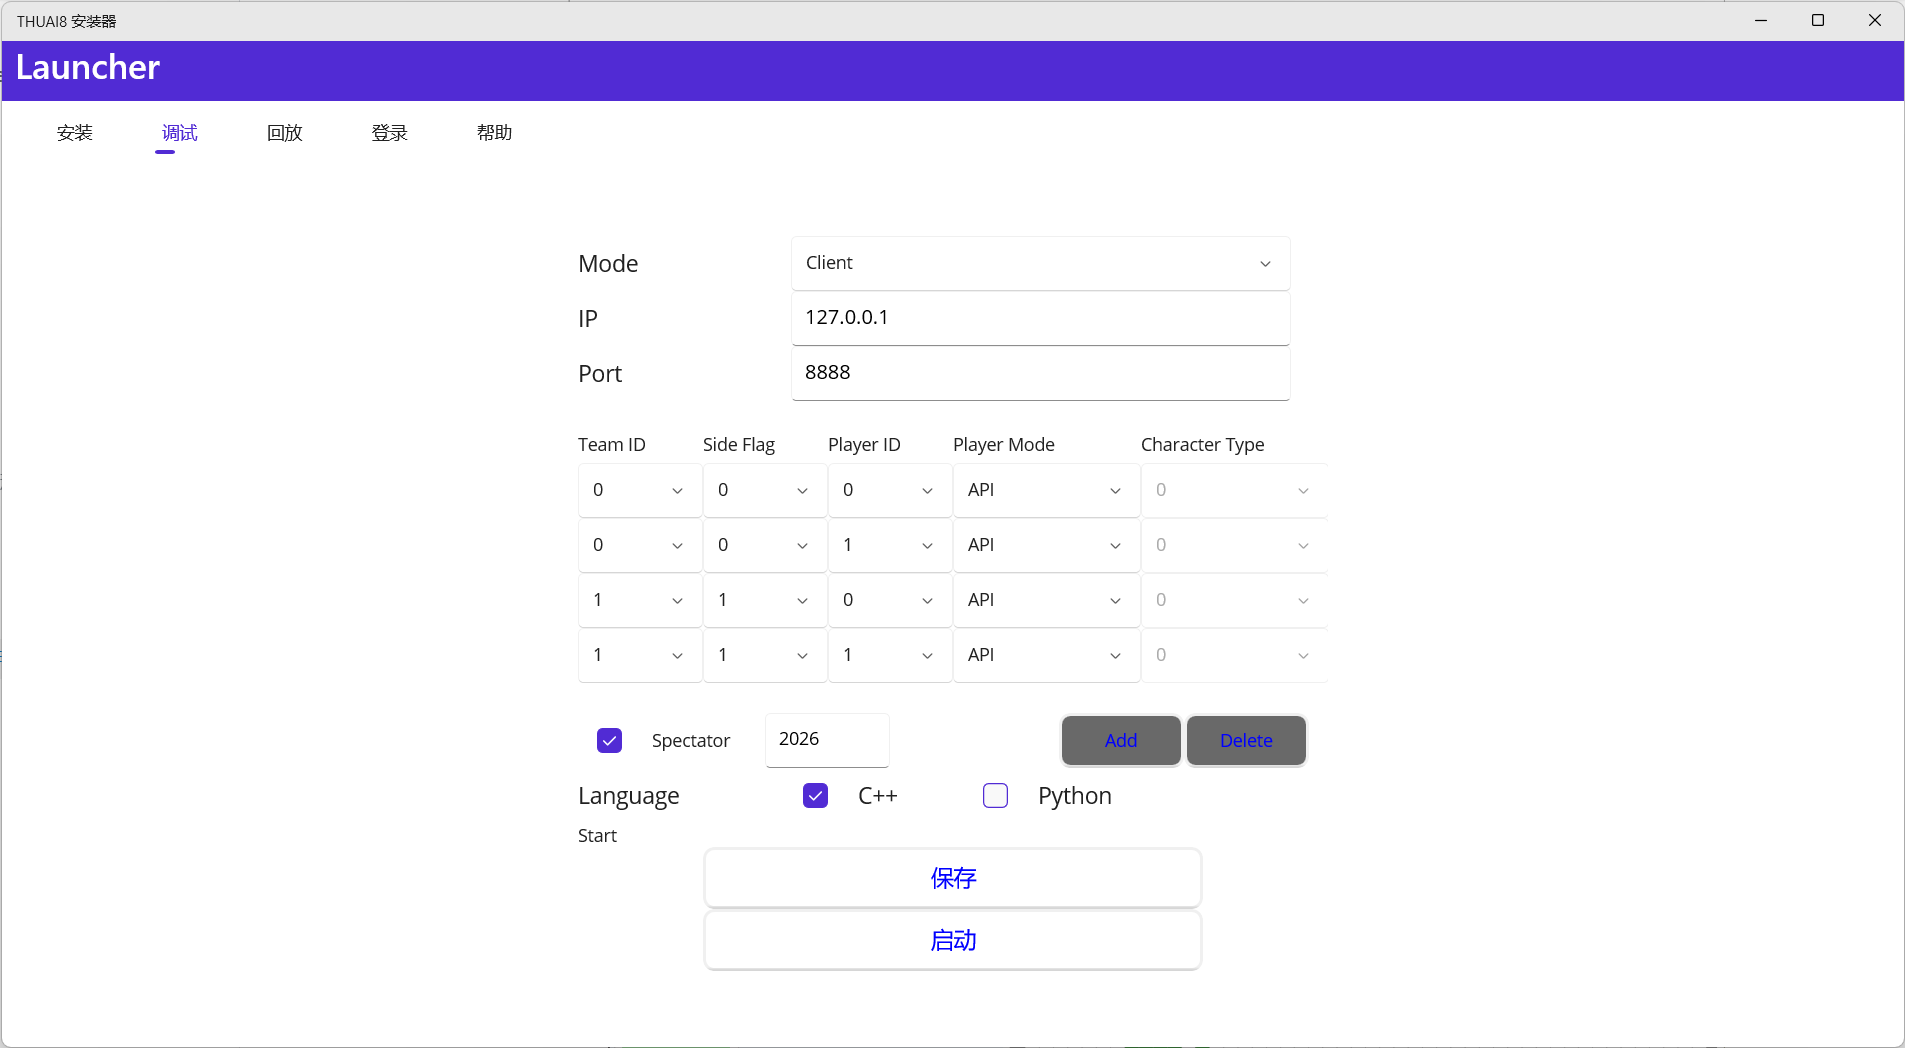 THUAI8 安装器
Launcher
安装 调试 回放 登录 帮助
Mode Client
IP 127.0.0.1
Port 8888
Team ID Side Flag Player ID Player Mode Character Type
0 0 0 API 0
0 0 1 API 0
1 1 0 API 0
1 1 1 API 0
Spectator 2026 Add Delete
Language C++ Python
Start
保存
启动